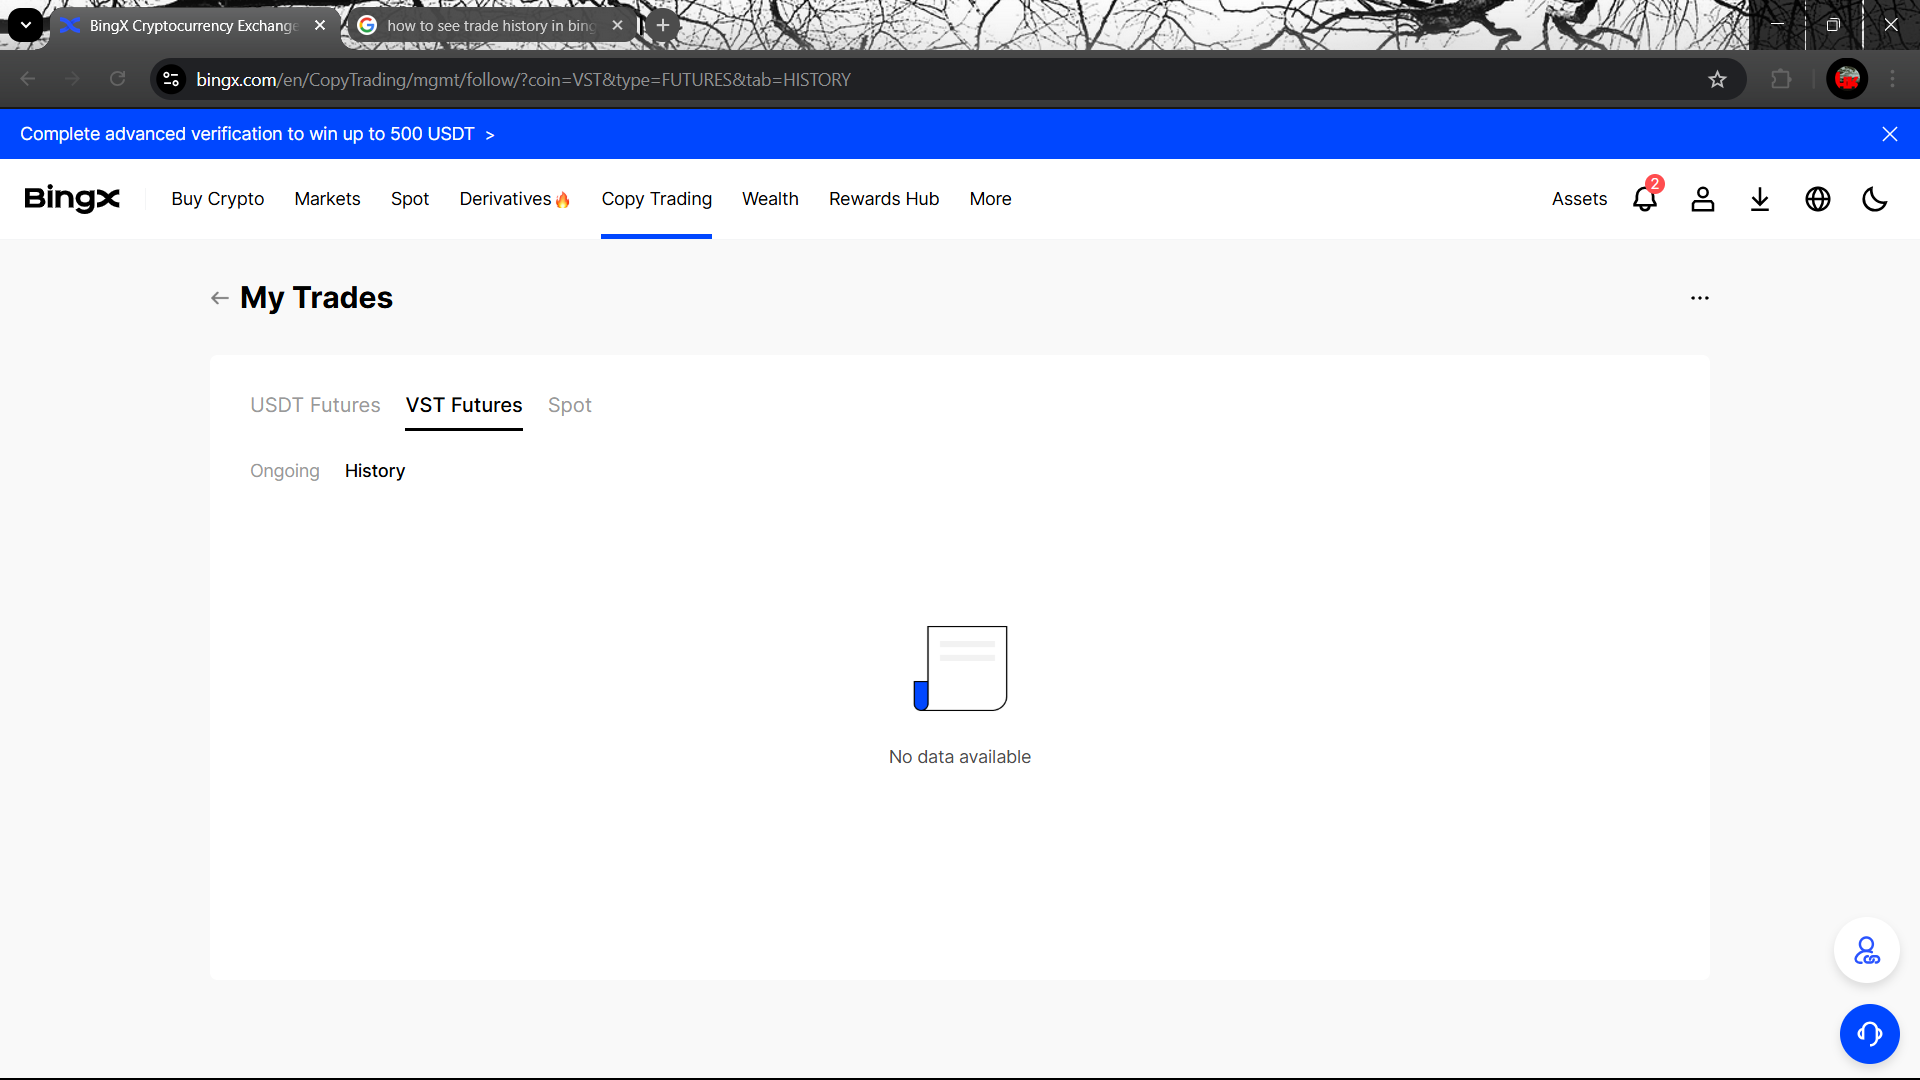 BingX Cryptocurrency Exchange
how to see trade history in bing
bingx.com/en/CopyTrading/mgmt/follow/?coin=VST&type=FUTURES&tab=HISTORY
Complete advanced verification to win up to 500 USDT >
BingX
Buy Crypto Markets Spot Derivatives🔥 Copy Trading Wealth Rewards Hub More
Assets 2
My Trades
USDT Futures VST Futures Spot
Ongoing History
No data available